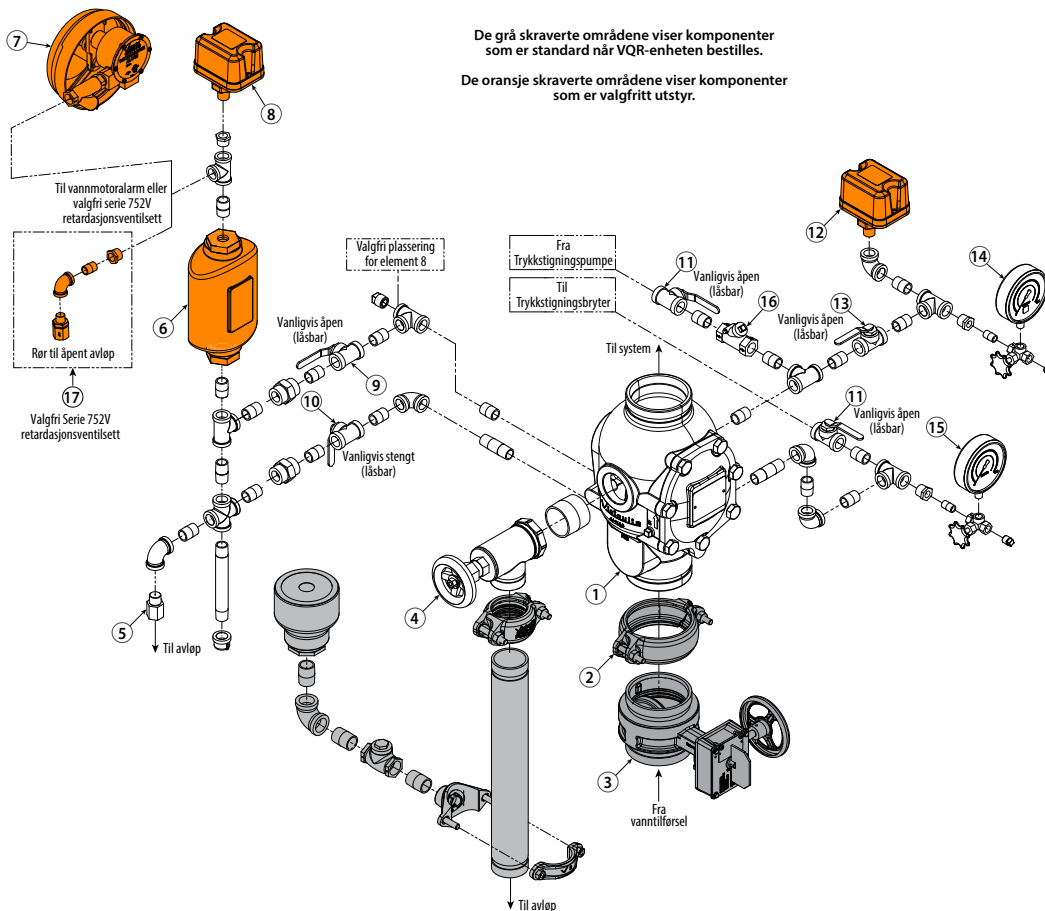 De grå skraverte områdene viser komponenter
som er standard når VQR-enheten bestilles.
De oransje skraverte områdene viser komponenter
som er valgfritt utstyr.
7
8
Til vannmotoralarm eller
valgfri serie 752V
retardasjonsventilsett
Rør til åpent avløp
17
Valgfri Serie 752V
retardasjonsventilsett
6
Valgfri plassering
for element 8
Vanligvis åpen
(låsbar)
9
10
Vanligvis stengt
(låsbar)
5
Til avløp
Fra
Trykkstigningspumpe
Til
Trykkstigningsbryter
11
Vanligvis åpen
(låsbar)
16
12
13
Vanligvis åpen
(låsbar)
14
Til system
11
Vanligvis åpen
(låsbar)
15
Victaulic
1
4
2
3
Fra
vanntilførsel
Til avløp